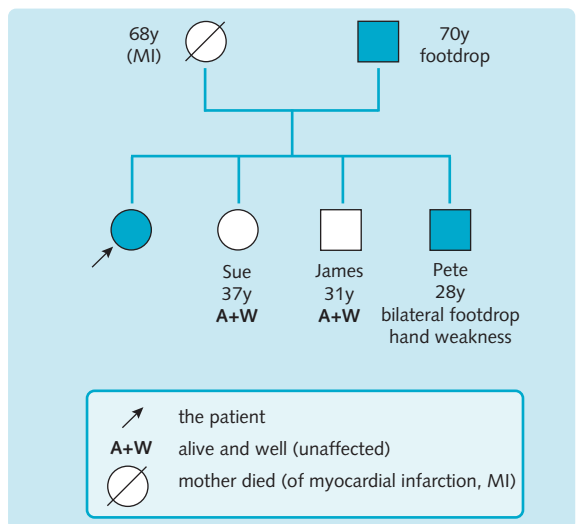 68y
(MI)
70y
footdrop
Sue
37y
A+W
James
31y
A+W
Pete
28y
bilateral footdrop
hand weakness
the patient
A+W alive and well (unaffected)
mother died (of myocardial infarction, MI)